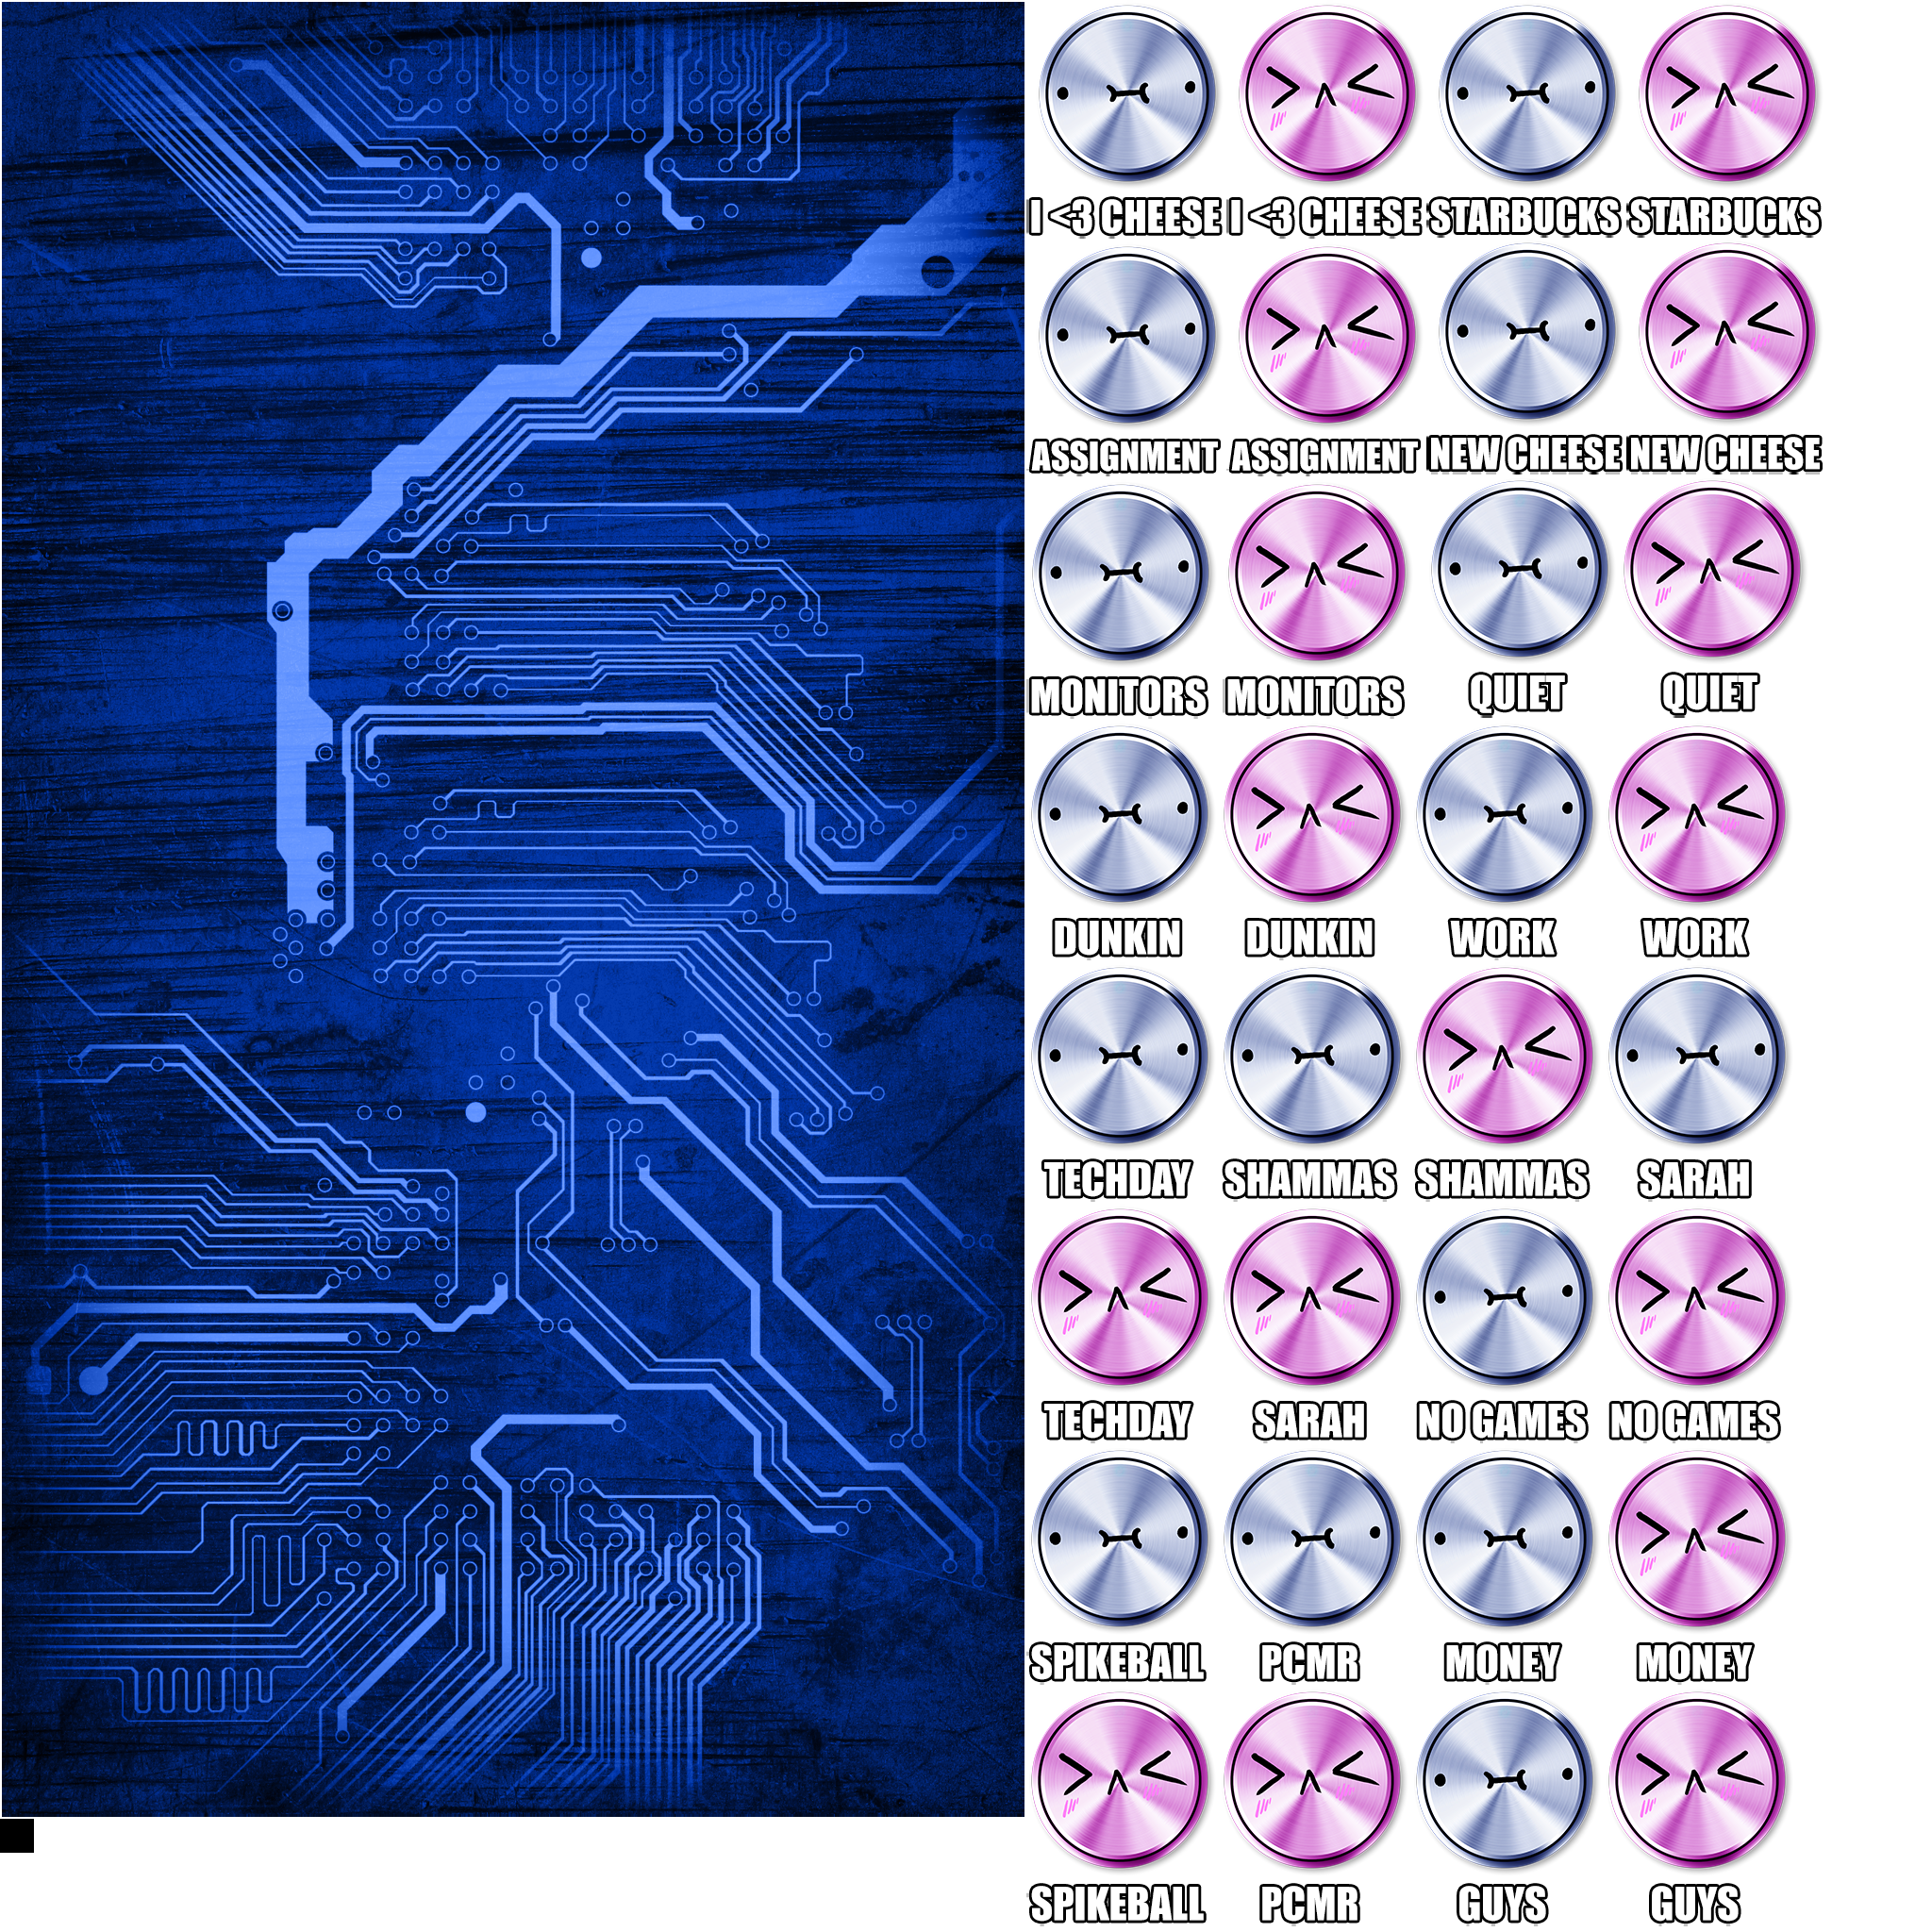 I <3 CHEESE I <3 CHEESE STARBUCKS STARBUCKS
ASSIGNMENT ASSIGNMENT NEW CHEESE NEW CHEESE
MONITORS MONITORS QUIET QUIET
DUNKIN DUNKIN WORK WORK
TECHDAY SHAMMAS SHAMMAS SARAH
TECHDAY SARAH NO GAMES NO GAMES
SPIKEBALL PCMR MONEY MONEY
SPIKEBALL PCMR GUYS GUYS